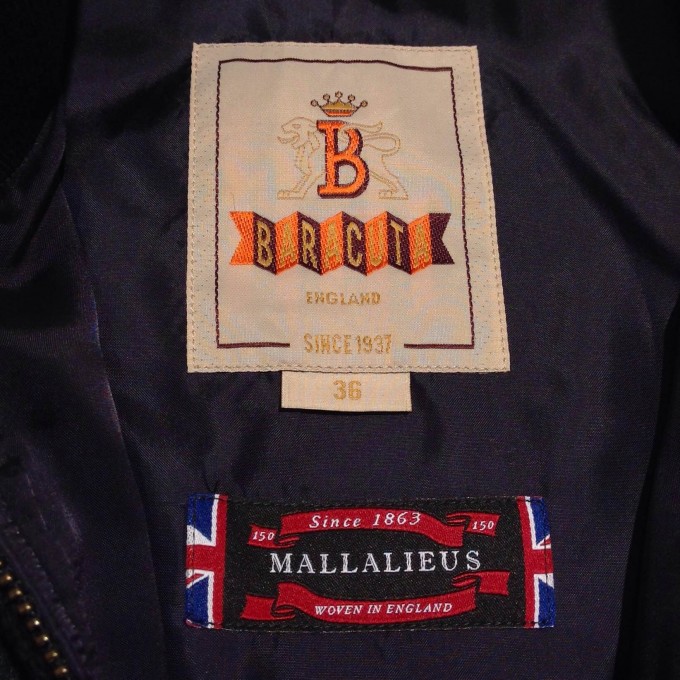 B
BARACUTA
ENGLAND
SINCE 1937
36
Since 1863
150 150
MALLALIEUS
WOVEN IN ENGLAND